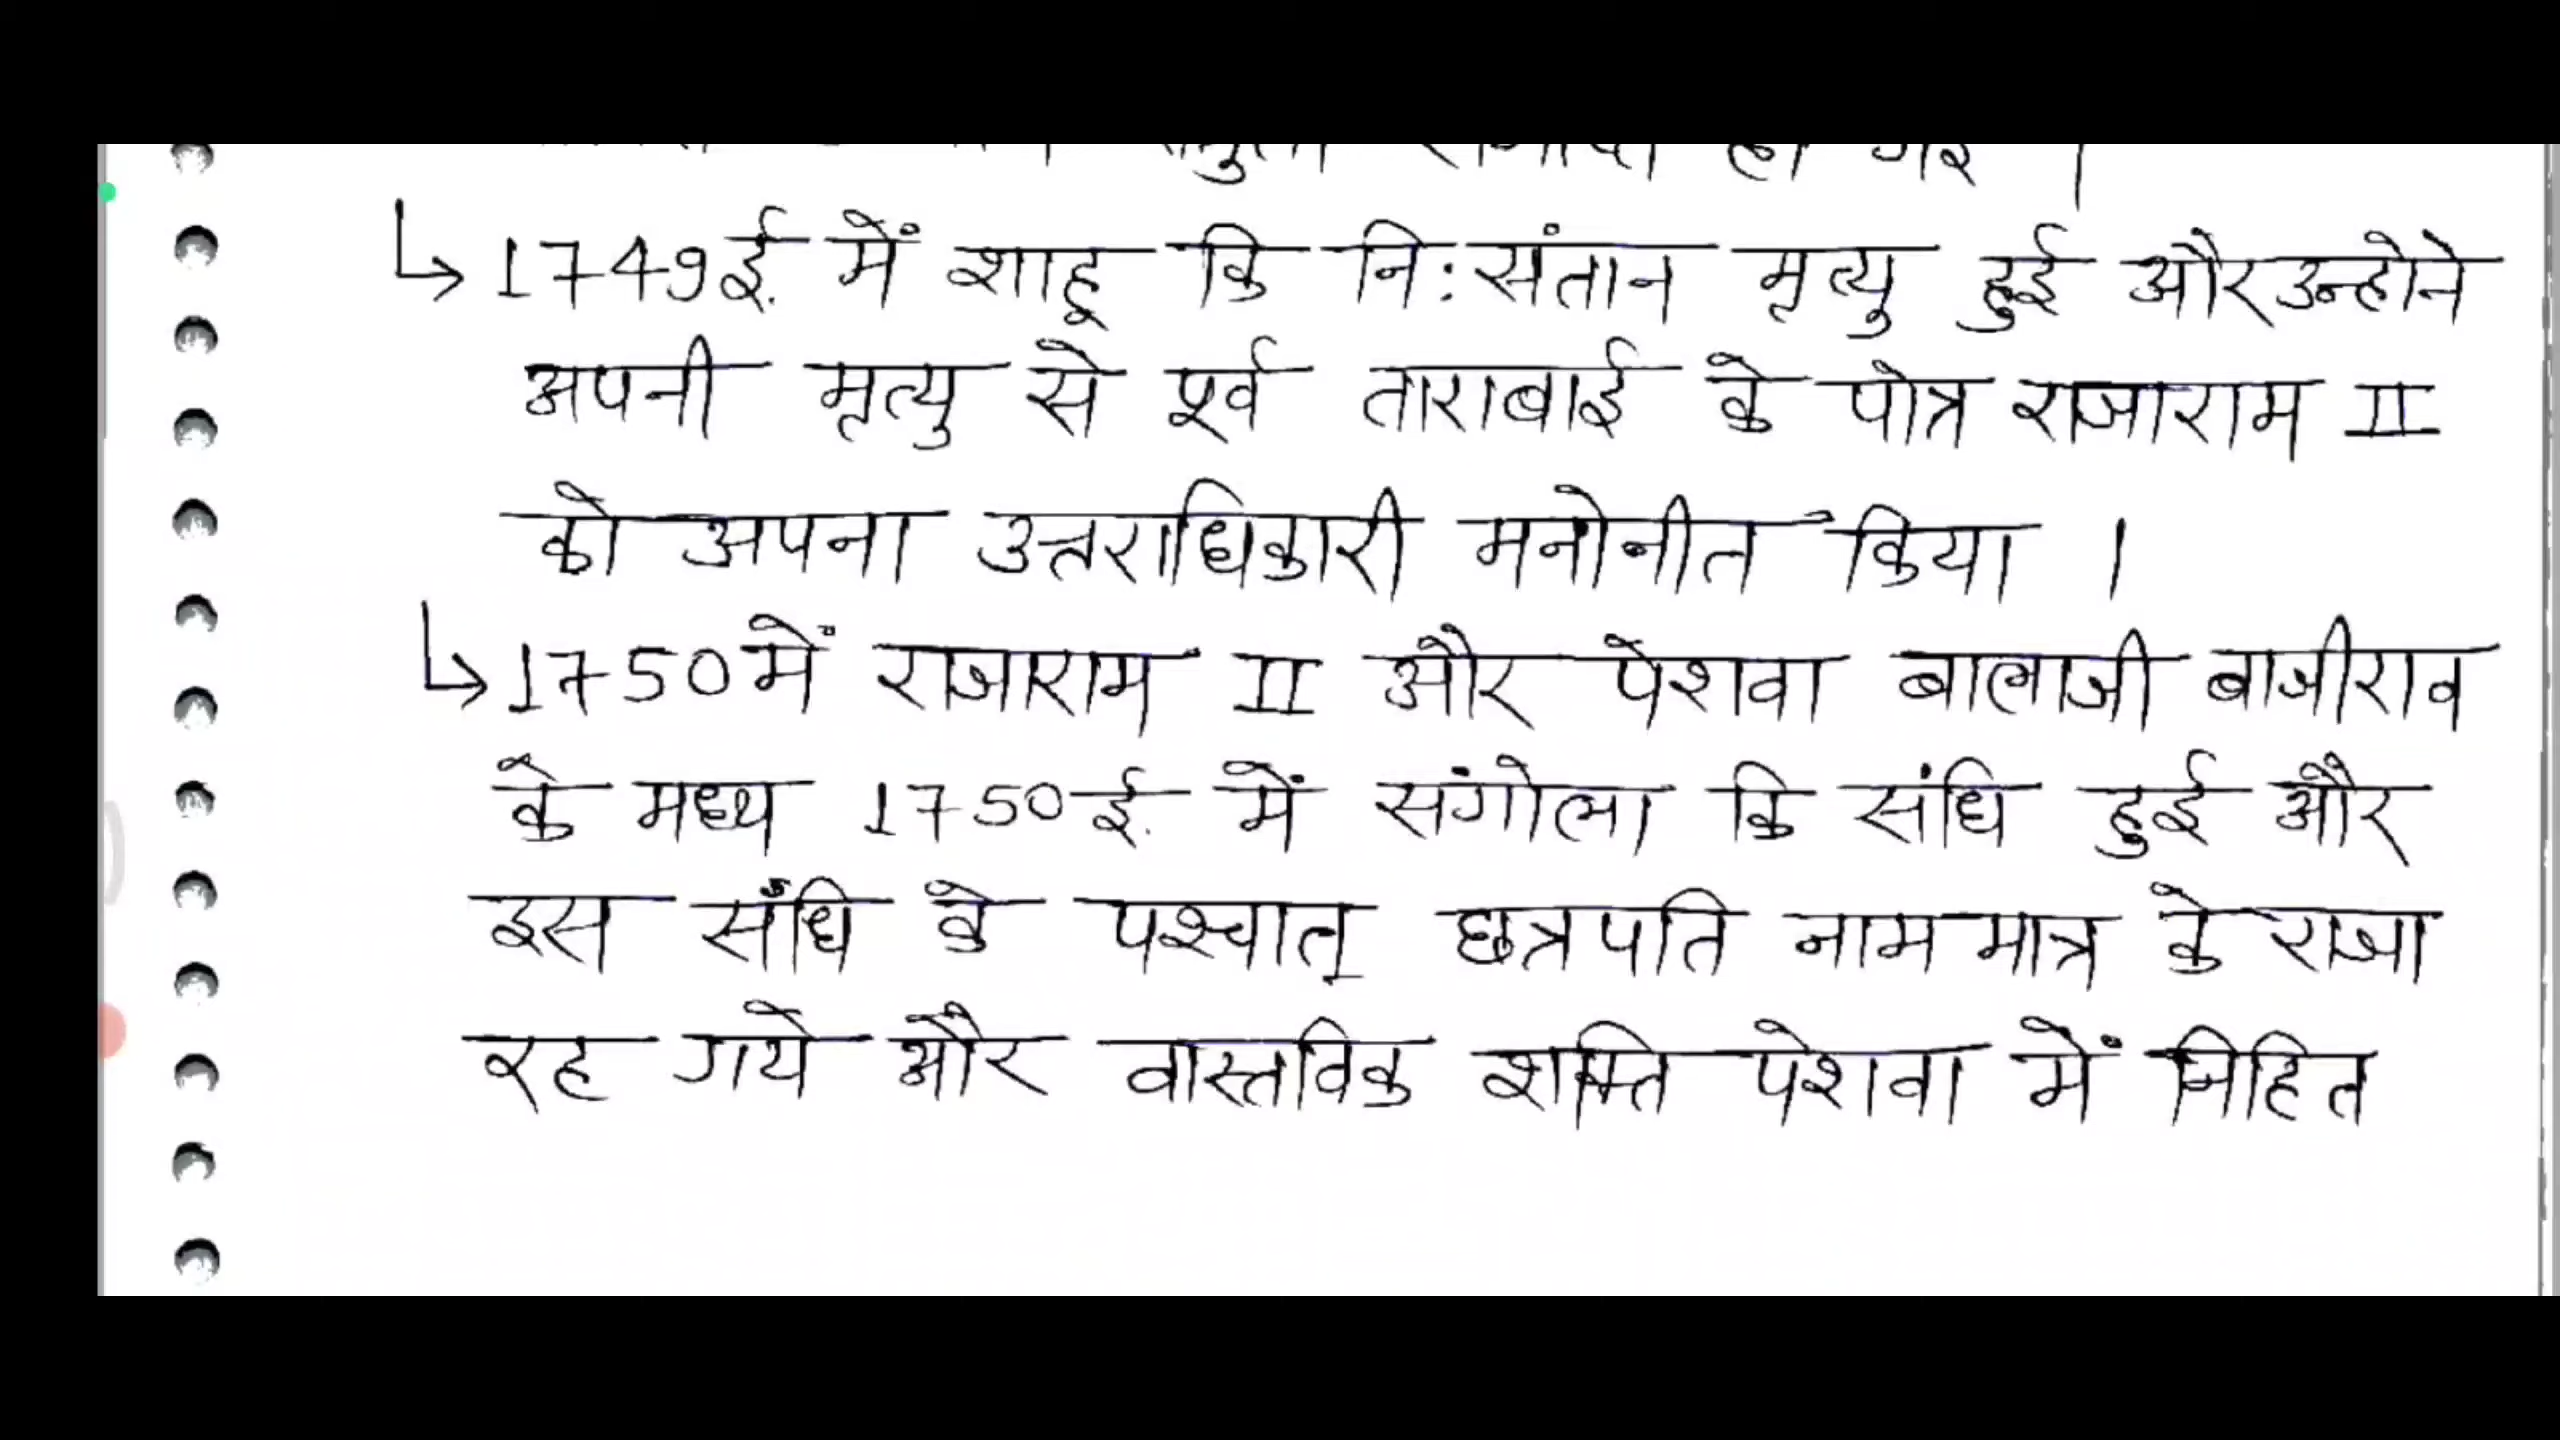 हो गई ।
↳ 1749ई. में शाहू कि नि:संतान मृत्यु हुई और उन्होने
अपनी मृत्यु से पूर्व ताराबाई के पोत्र राजाराम II
को अपना उत्तराधिकारी मनोनीत किया ।
↳ 1750 में राजाराम II और पेशवा बालाजी बाजीराव
के मध्य 1750 ई. में संगोला कि संधि हुई और
इस संधि के पश्चात् छत्रपति नाम मात्र के राजा
रह गये और वास्तविक शक्ति पेशवा में निहित